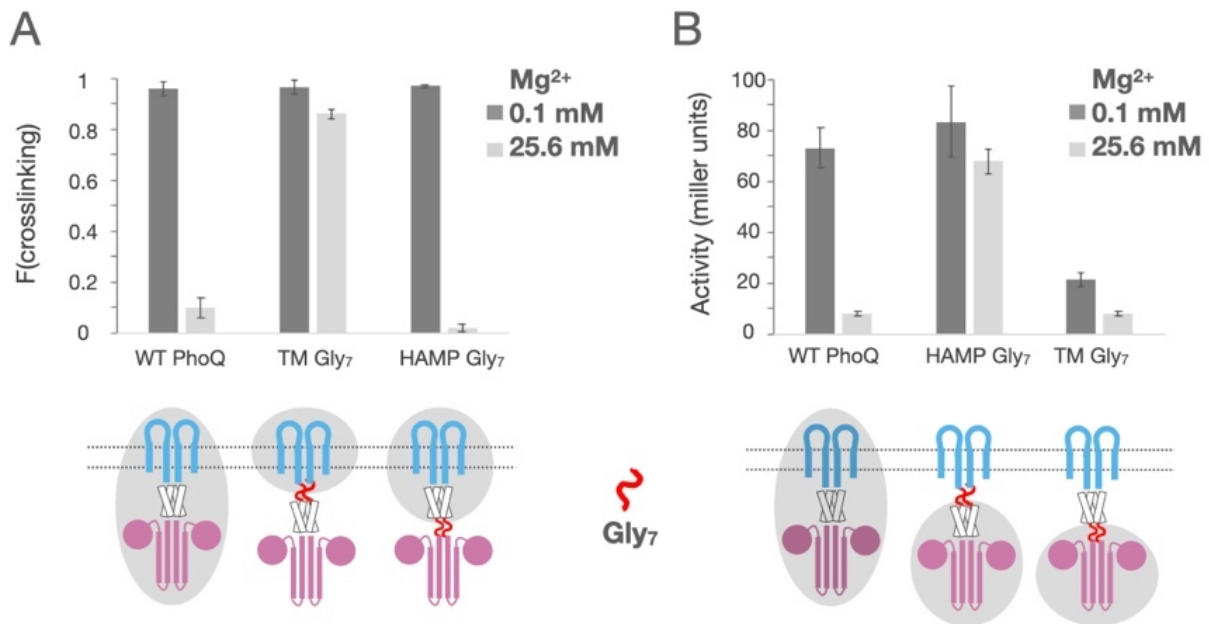 A
F(crosslinking)
1
0.8
0.6
0.4
0.2
0
Mg²⁺
0.1 mM
25.6 mM
WT PhoQ
TM Gly₇
HAMP Gly₇
B
Activity (miller units)
100
80
60
40
20
0
Mg²⁺
0.1 mM
25.6 mM
WT PhoQ
HAMP Gly₇
TM Gly₇
Gly₇